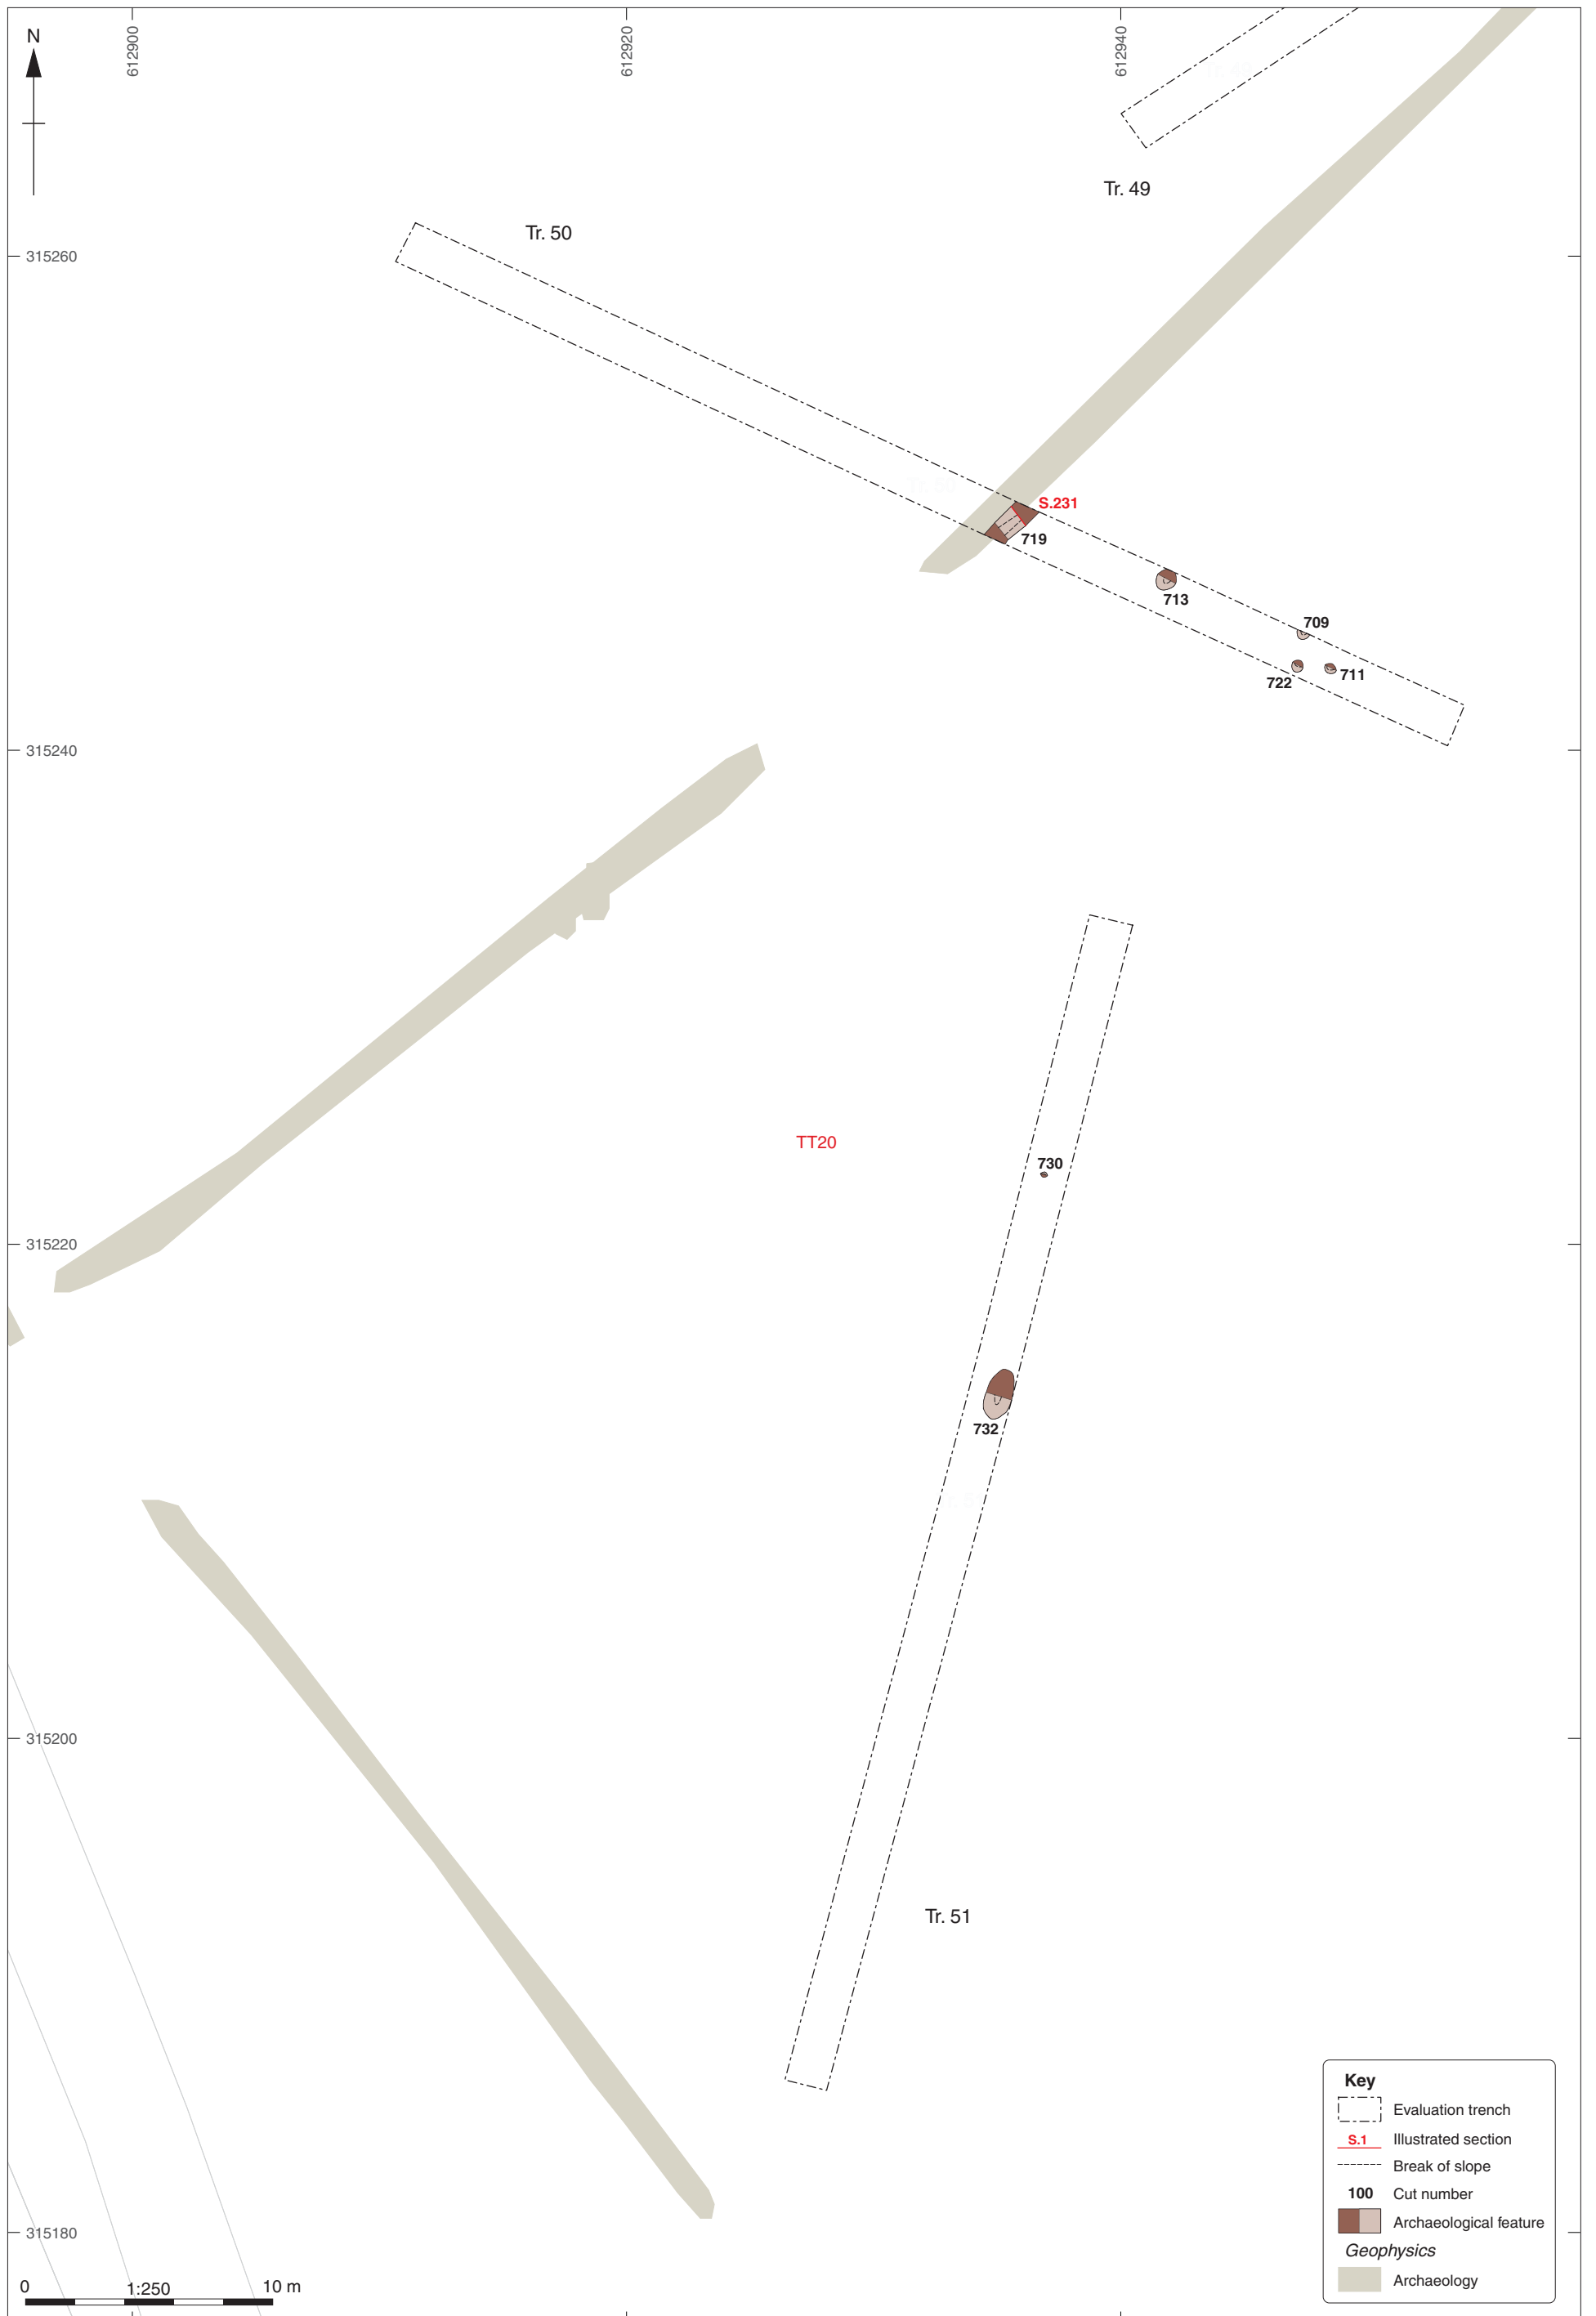 N
612900
612920
612940
Tr. 49
Tr. 50
315260
S.231
719
713
709
722
711
315240
TT20
730
315220
732
315200
Tr. 51
315180
0
1:250
10 m
Key
Evaluation trench
S.1
Illustrated section
Break of slope
100
Cut number
Archaeological feature
Geophysics
Archaeology